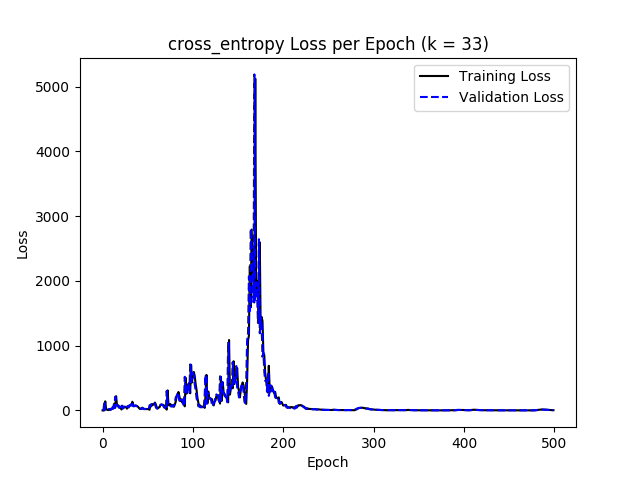 cross_entropy Loss per Epoch (k = 33)
Training Loss
Validation Loss
5000
4000
3000
2000
1000
0
Loss
0 100 200 300 400 500
Epoch